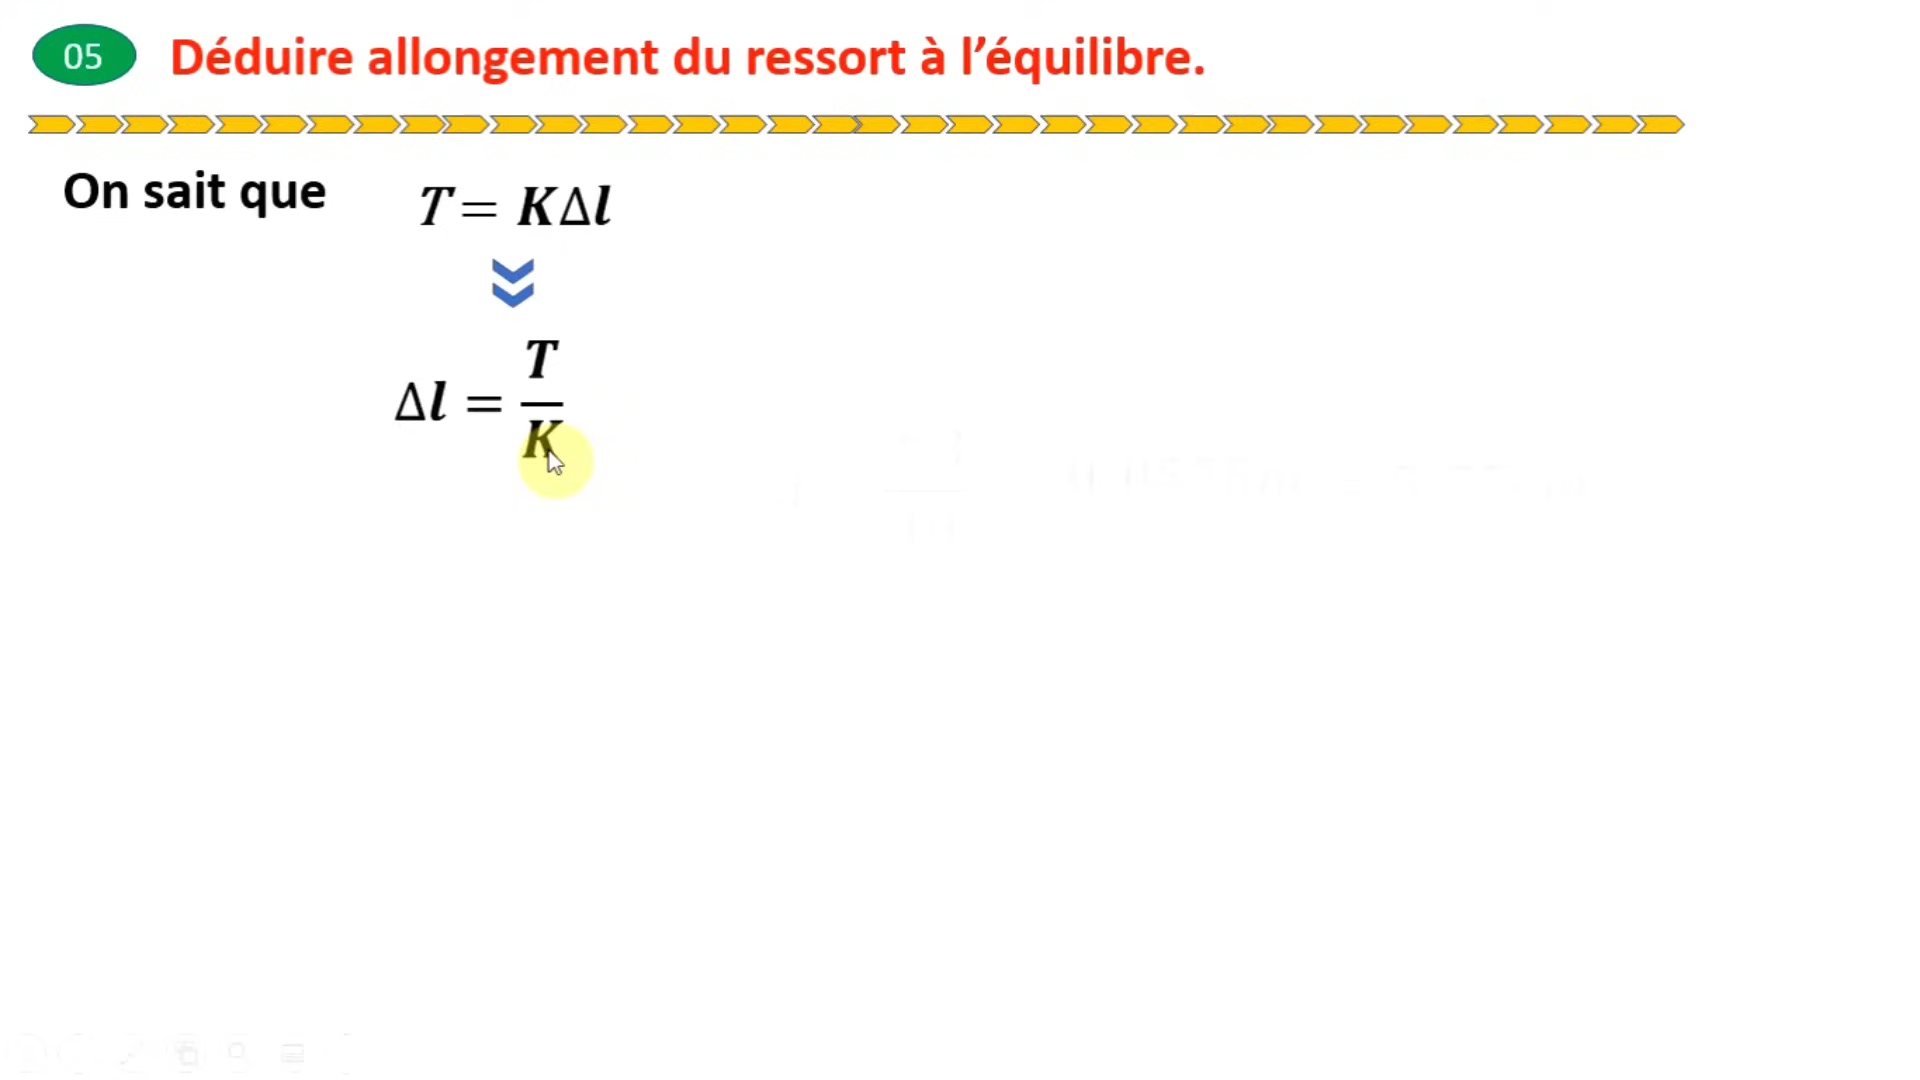 05 Déduire allongement du ressort à l’équilibre.
On sait que T= KΔl
Δl = T/K